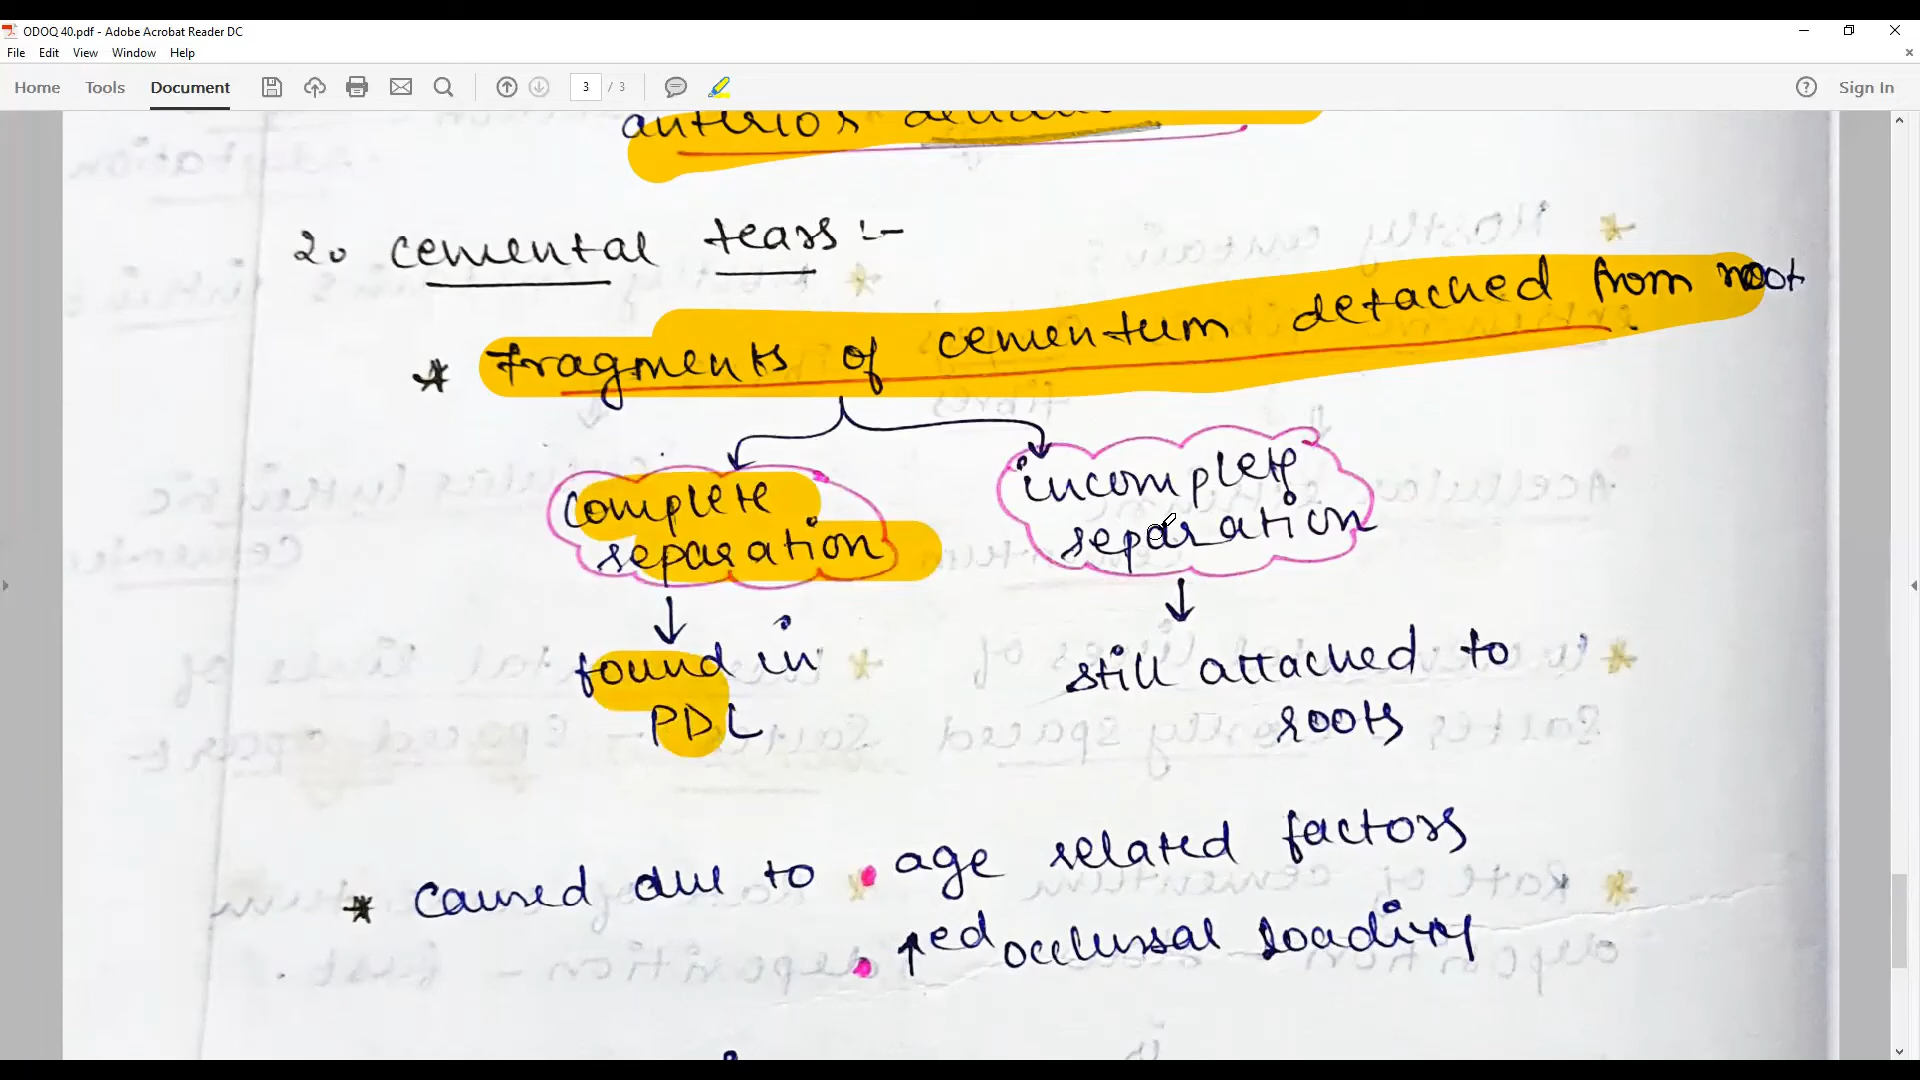 ODOQ 40.pdf - Adobe Acrobat Reader DC
File Edit View Window Help
Home Tools Document 3 / 3 Sign In
anterior
2. cemental tears :-
* fragments of cementum detached from root
complete separation
incomplete separation
found in PDL
still attached to roots
* caused due to • age related factors
• ↑ed occlussal loading